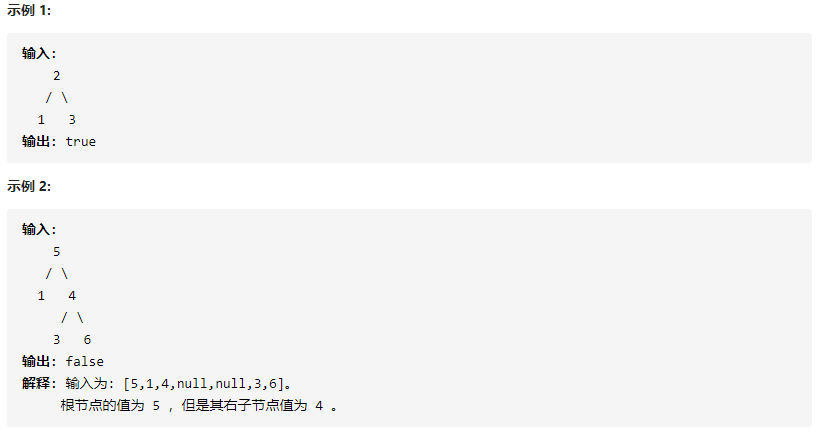 示例 1:
输入:
    2
   / \
  1   3
输出: true
示例 2:
输入:
    5
   / \
  1   4
     / \
    3   6
输出: false
解释: 输入为: [5,1,4,null,null,3,6]。
     根节点的值为 5 ，但是其右子节点值为 4 。